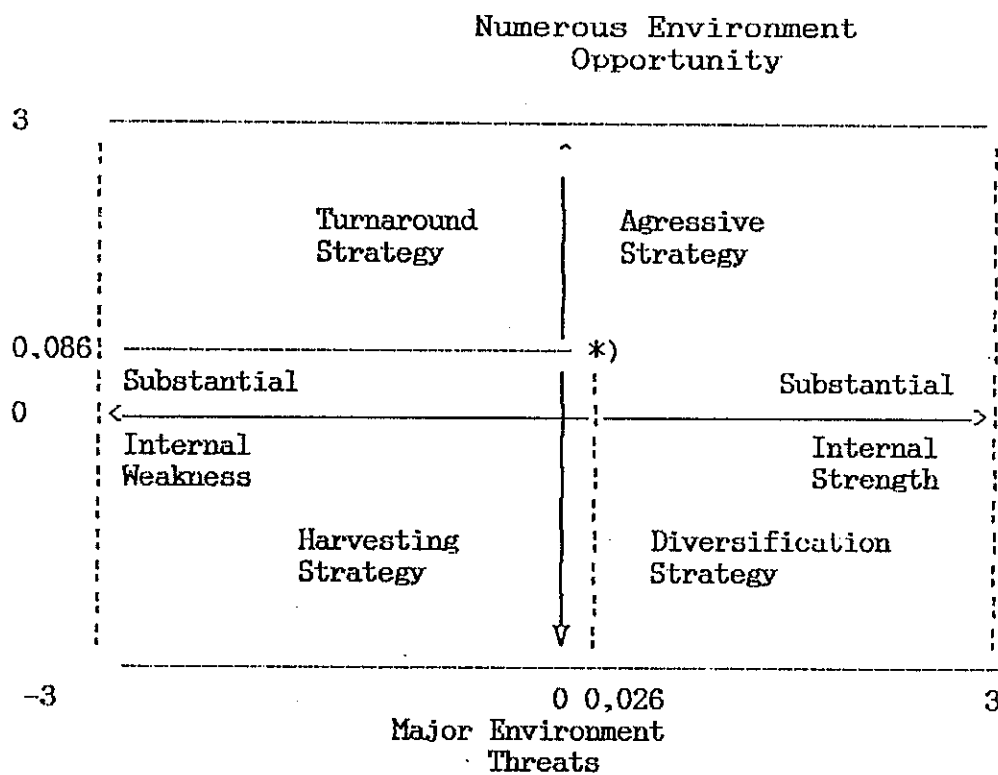 Numerous Environment
Opportunity
3
Turnaround Agressive
Strategy Strategy
0,086 *)
Substantial Substantial
0
Internal Internal
Weakness Strength
Harvesting Diversification
Strategy Strategy
-3 0 0,026 3
Major Environment
Threats